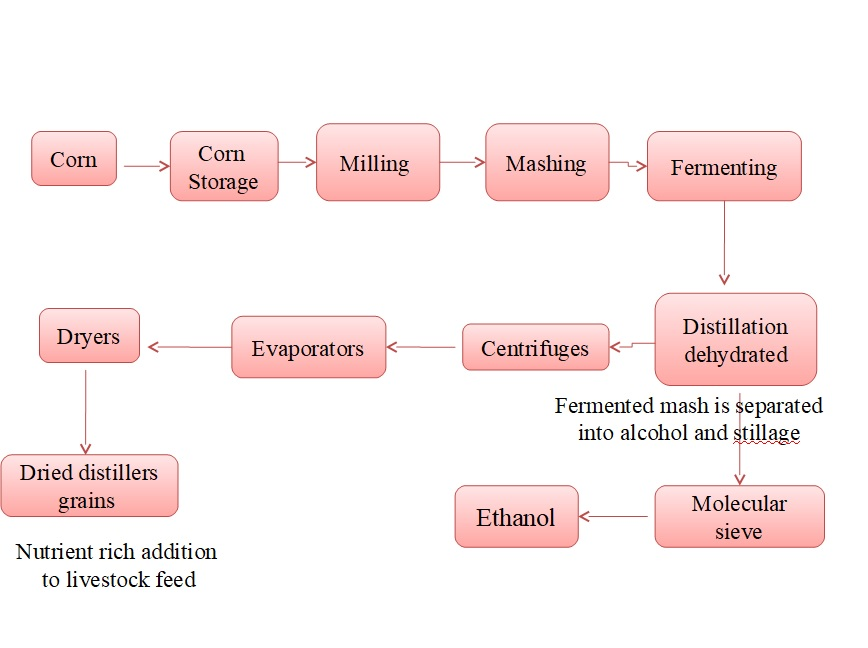 Corn
Corn
Storage
Milling
Mashing
Fermenting
Dryers
Evaporators
Centrifuges
Distillation
dehydrated
Fermented mash is separated
into alcohol and stillage
Dried distillers
grains
Ethanol
Molecular
sieve
Nutrient rich addition
to livestock feed